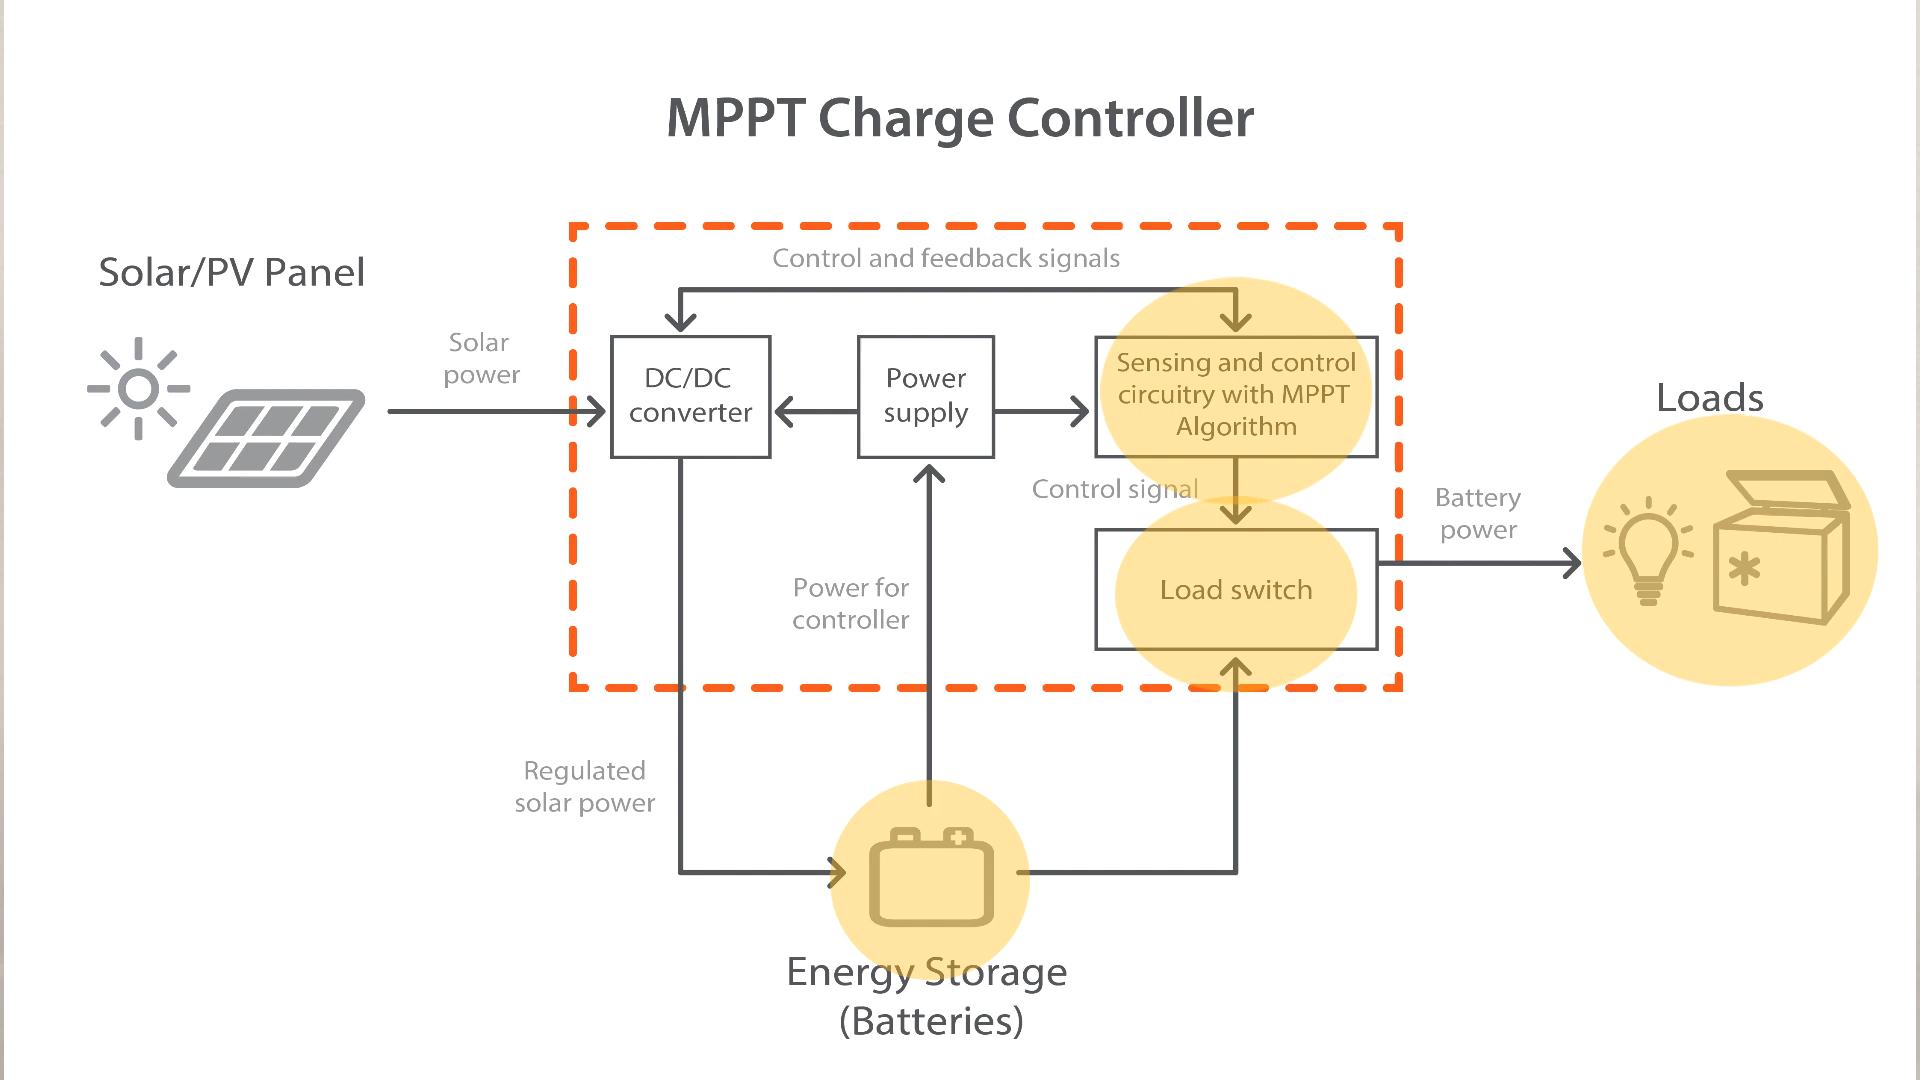 MPPT Charge Controller
Solar/PV Panel
Solar
power
Control and feedback signals
DC/DC
converter
Power
supply
Sensing and control
circuitry with MPPT
Algorithm
Control signal
Load switch
Power for
controller
Battery
power
Loads
Regulated
solar power
Energy Storage
(Batteries)